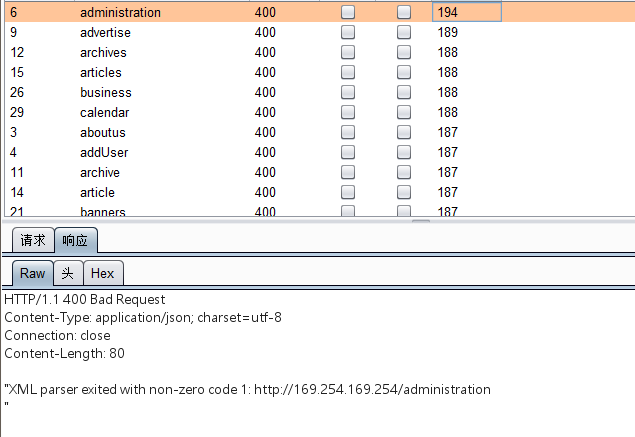 6 administration 400 194
9 advertise 400 189
12 archives 400 188
15 articles 400 188
26 business 400 188
29 calendar 400 188
3 aboutus 400 187
4 addUser 400 187
11 archive 400 187
14 article 400 187
21 banners 400 187
请求 响应
Raw 头 Hex
HTTP/1.1 400 Bad Request
Content-Type: application/json; charset=utf-8
Connection: close
Content-Length: 80
"XML parser exited with non-zero code 1: http://169.254.169.254/administration
"